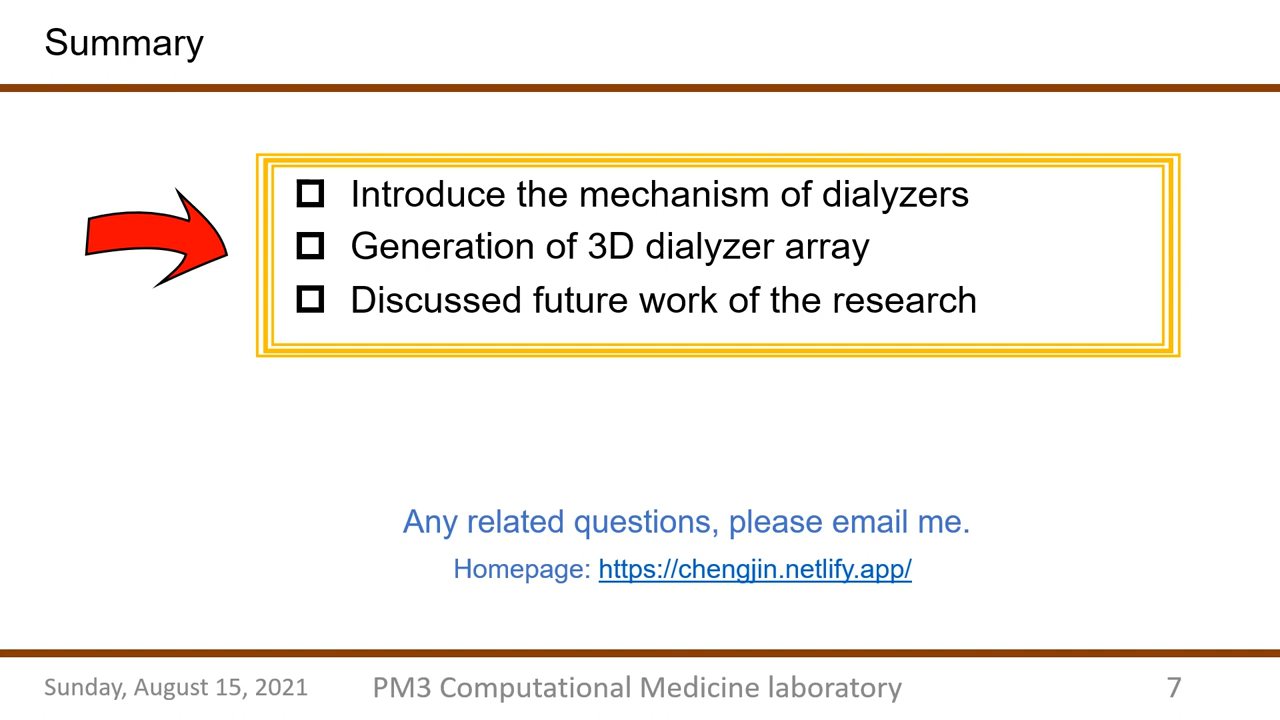 Summary
Introduce the mechanism of dialyzers
Generation of 3D dialyzer array
Discussed future work of the research
Any related questions, please email me.
Homepage: https://chengjin.netlify.app/
Sunday, August 15, 2021
PM3 Computational Medicine laboratory
7